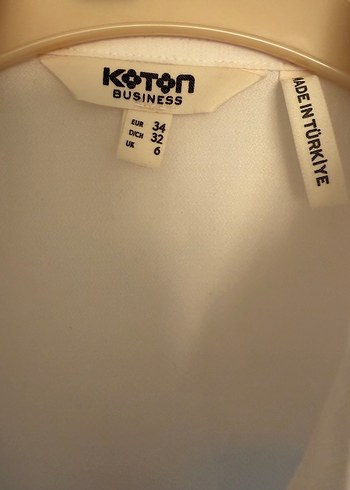 KOTON
BUSINESS
EUR 34
D/CH 32
UK 6
MADE IN TÜRKİYE